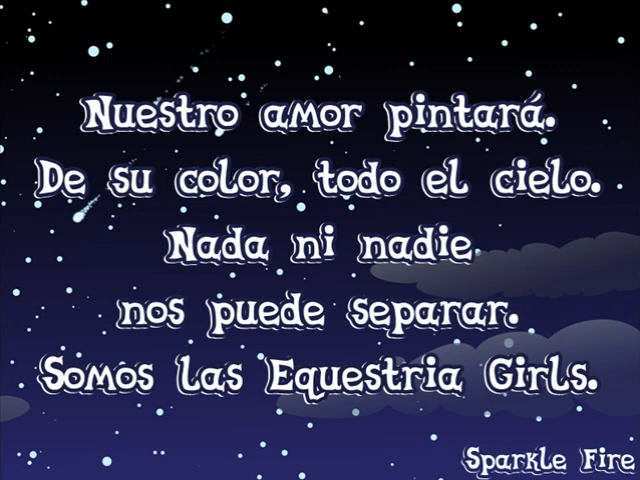 Nuestro amor pintará.
De su color, todo el cielo.
Nada ni nadie
nos puede separar.
Somos las Equestria Girls.
Sparkle Fire